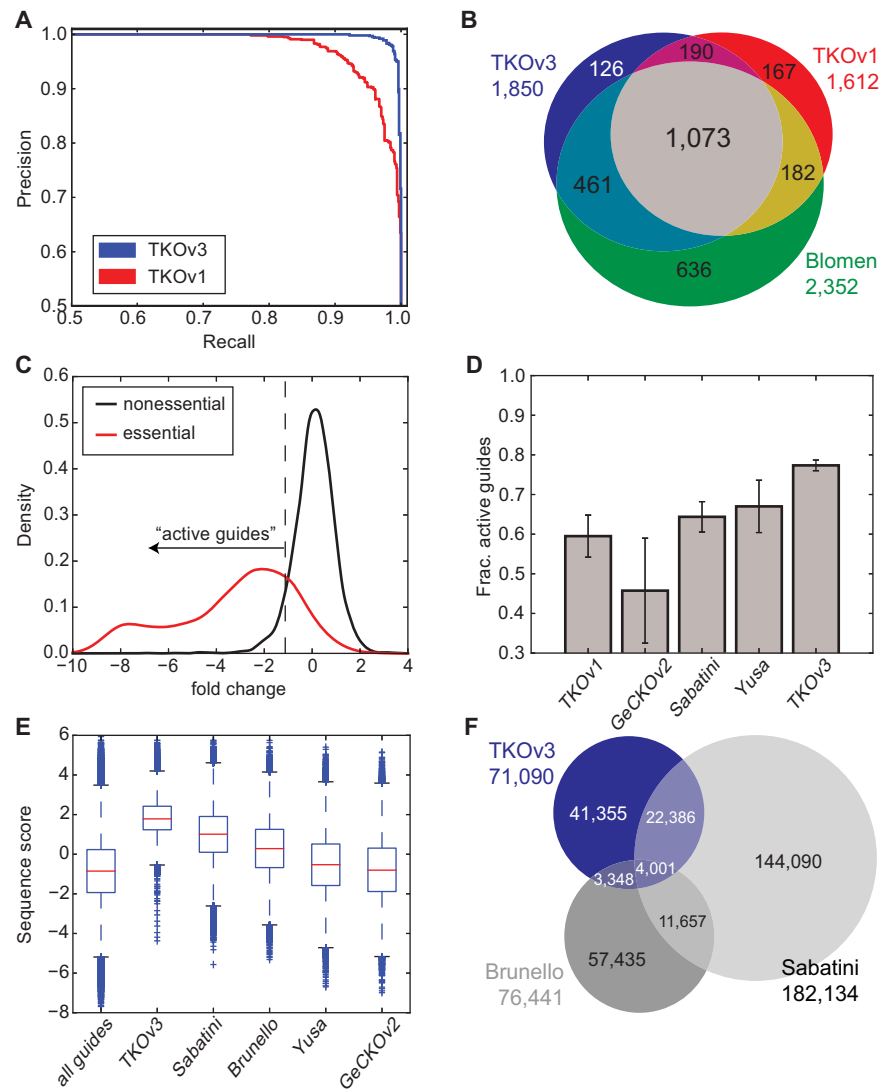 A
1.0
0.9
0.8
0.7
0.6
0.5
Precision
TKOv3
TKOv1
0.5
0.6
0.7
0.8
0.9
1.0
Recall
B
TKOv3
1,850
TKOv1
1,612
126
190
167
1,073
461
182
636
Blomen
2,352
C
0.6
0.5
0.4
0.3
0.2
0.1
0.0
Density
nonessential
essential
"active guides"
−10
−8
−6
−4
−2
0
2
4
fold change
D
1.0
0.9
0.8
0.7
0.6
0.5
0.4
0.3
Frac. active guides
TKOv1
GeCKOv2
Sabatini
Yusa
TKOv3
E
6
4
2
0
−2
−4
−6
−8
Sequence score
all guides
TKOv3
Sabatini
Brunello
Yusa
GeCKOv2
F
TKOv3
71,090
41,355
22,386
144,090
3,348
4,001
11,657
57,435
Brunello
76,441
Sabatini
182,134